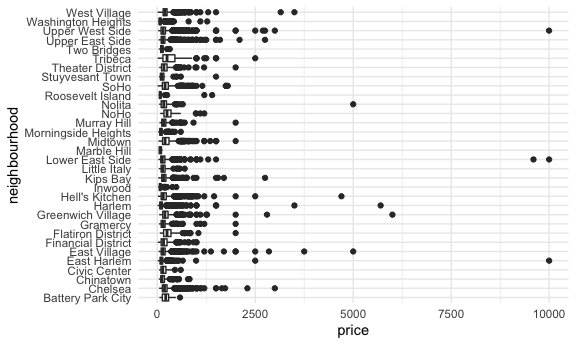 West Village
Washington Heights
Upper West Side
Upper East Side
Two Bridges
Tribeca
Theater District
Stuyvesant Town
SoHo
Roosevelt Island
Nolita
NoHo
Murray Hill
Morningside Heights
Midtown
Marble Hill
Lower East Side
Little Italy
Kips Bay
Inwood
Hell's Kitchen
Harlem
Greenwich Village
Gramercy
Flatiron District
Financial District
East Village
East Harlem
Civic Center
Chinatown
Chelsea
Battery Park City
neighbourhood
0 2500 5000 7500 10000
price